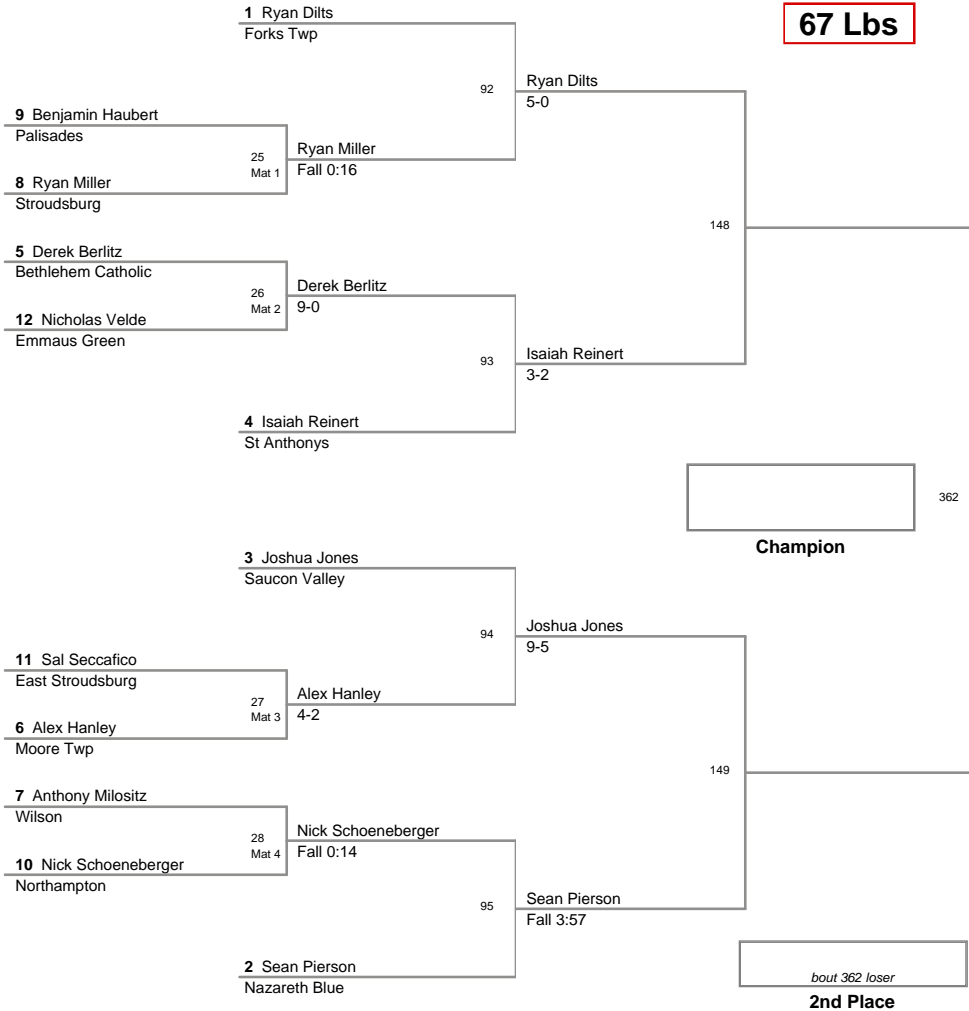 1 Ryan Dilts
Forks Twp
67 Lbs
92
Ryan Dilts
5-0
9 Benjamin Haubert
Palisades
25
Mat 1
Ryan Miller
Fall 0:16
8 Ryan Miller
Stroudsburg
148
5 Derek Berlitz
Bethlehem Catholic
26
Mat 2
Derek Berlitz
9-0
12 Nicholas Velde
Emmaus Green
93
Isaiah Reinert
3-2
4 Isaiah Reinert
St Anthonys
362
Champion
3 Joshua Jones
Saucon Valley
94
Joshua Jones
9-5
11 Sal Seccafico
East Stroudsburg
27
Mat 3
Alex Hanley
4-2
6 Alex Hanley
Moore Twp
149
7 Anthony Milositz
Wilson
28
Mat 4
Nick Schoeneberger
Fall 0:14
10 Nick Schoeneberger
Northampton
95
Sean Pierson
Fall 3:57
2 Sean Pierson
Nazareth Blue
bout 362 loser
2nd Place